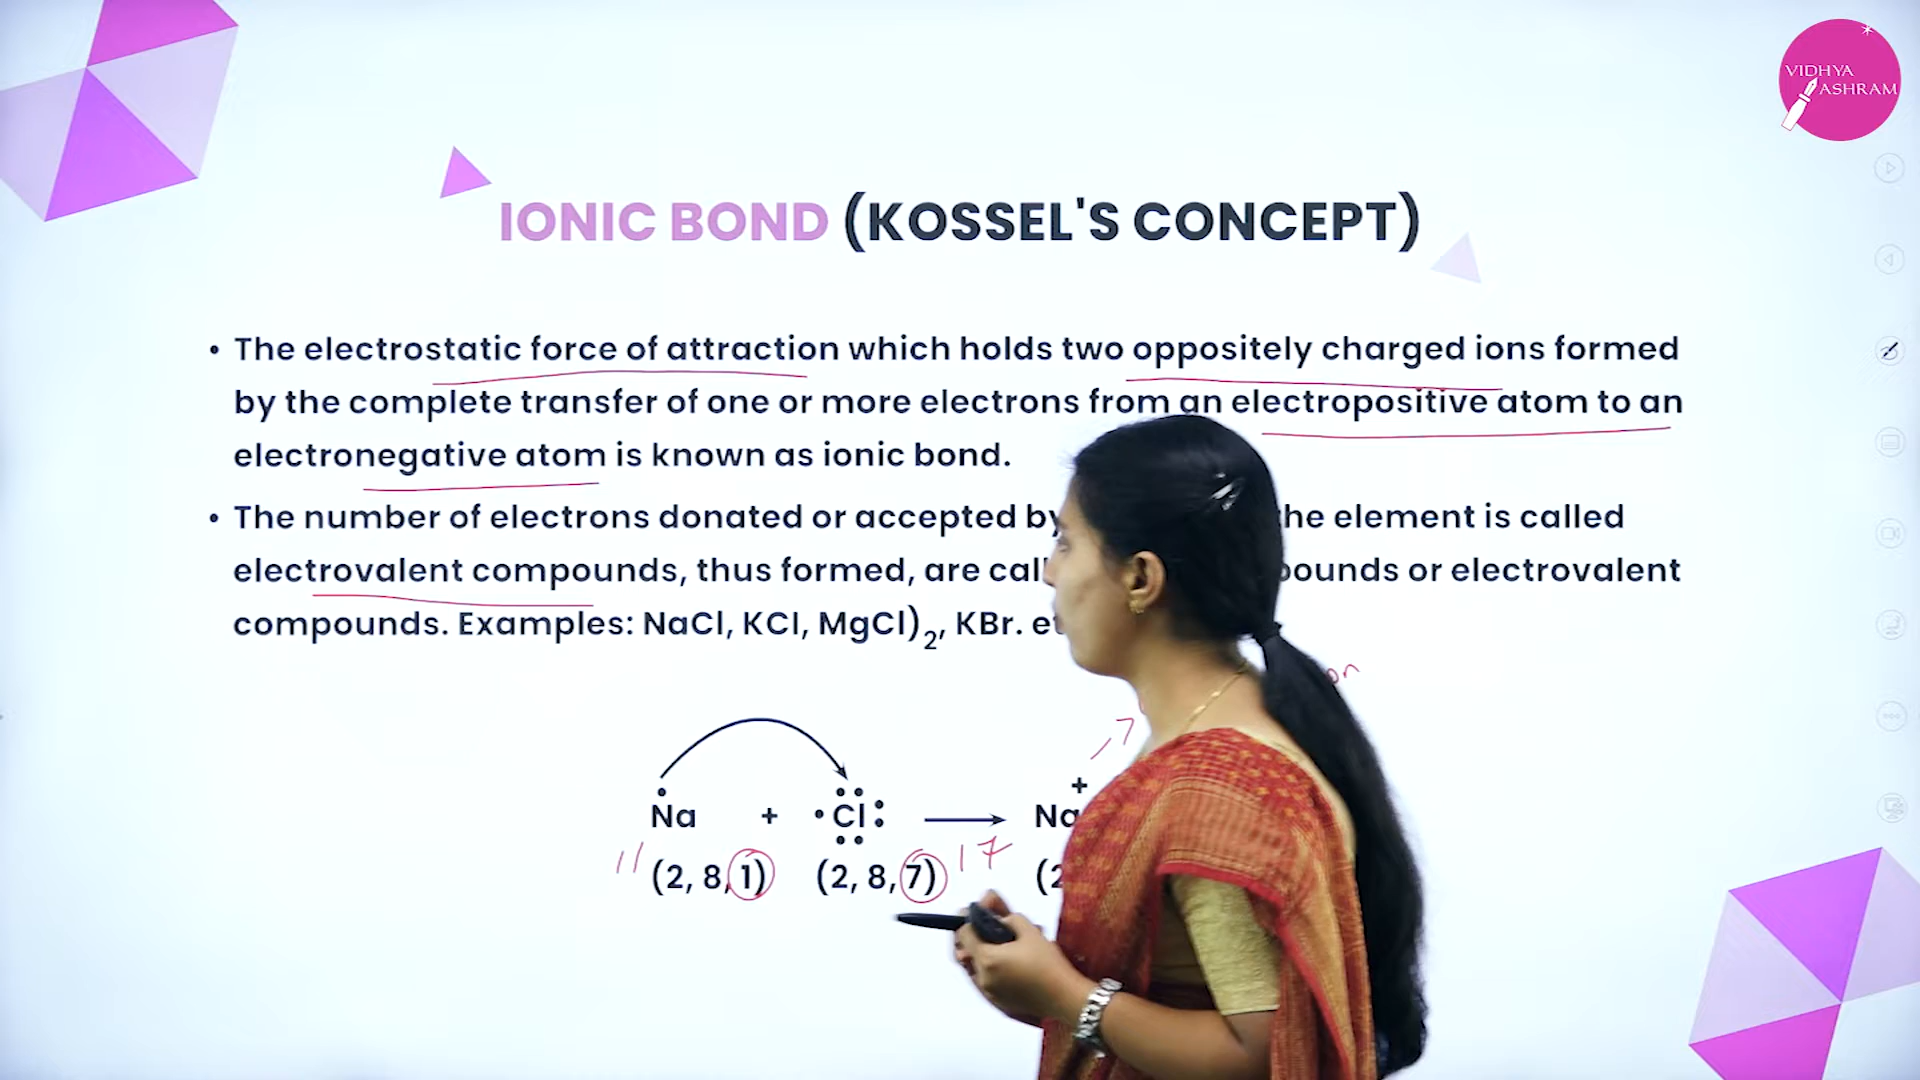 VIDHYA
ASHRAM
IONIC BOND (KOSSEL'S CONCEPT)
• The electrostatic force of attraction which holds two oppositely charged ions formed
by the complete transfer of one or more electrons from an electropositive atom to an
electronegative atom is known as ionic bond.
• The number of electrons donated or accepted by the element is called
electrovalent compounds, thus formed, are or electrovalent
compounds. Examples: NaCl, KCl, MgCl)₂, KBr.
Na + Cl → Na+
11 (2, 8, 1) (2, 8, 7) 17 (2